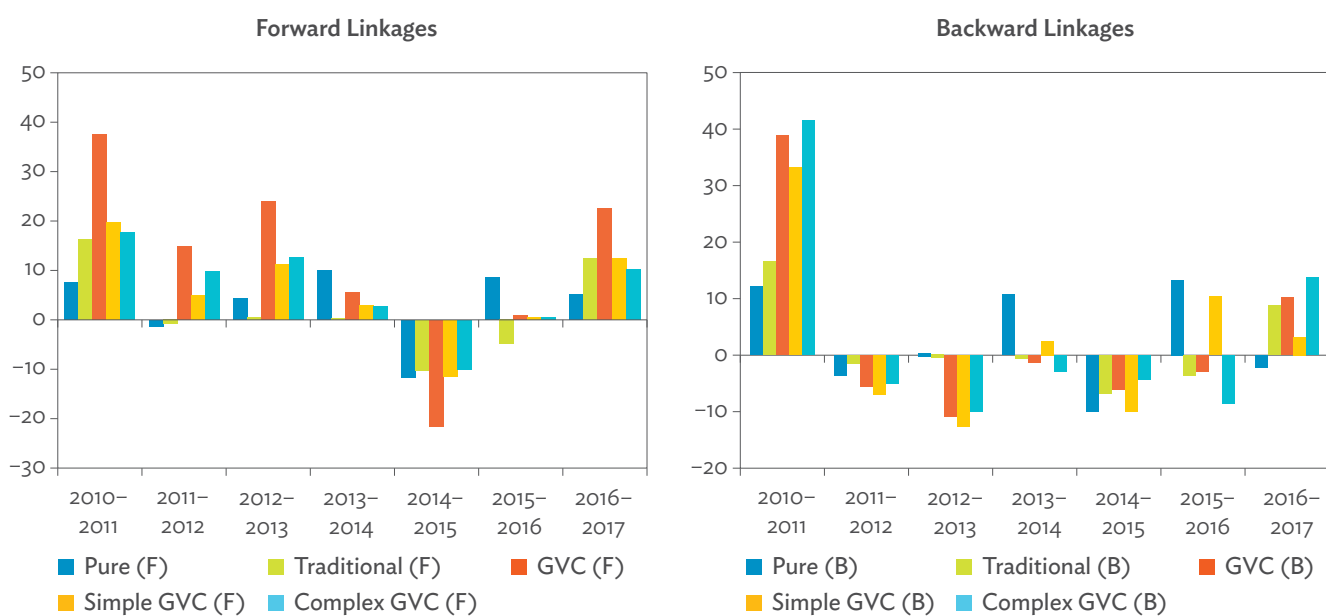 Forward Linkages
50
40
30
20
10
0
–10
–20
–30
2010– 2011– 2012– 2013– 2014– 2015– 2016–
2011 2012 2013 2014 2015 2016 2017
Pure (F) Traditional (F) GVC (F)
Simple GVC (F) Complex GVC (F)
Backward Linkages
50
40
30
20
10
0
–10
–20
2010– 2011– 2012– 2013– 2014– 2015– 2016–
2011 2012 2013 2014 2015 2016 2017
Pure (B) Traditional (B) GVC (B)
Simple GVC (B) Complex GVC (B)